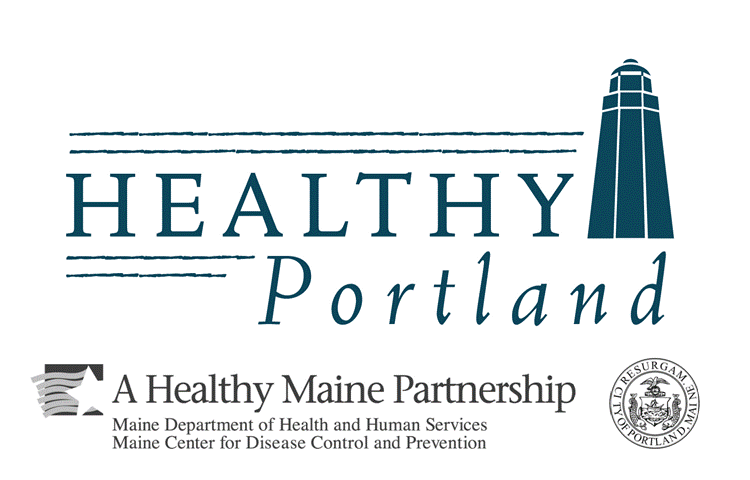 HEALTHY
Portland
A Healthy Maine Partnership
Maine Department of Health and Human Services
Maine Center for Disease Control and Prevention
RESURGAM.
CITY OF PORTLAND, MAINE